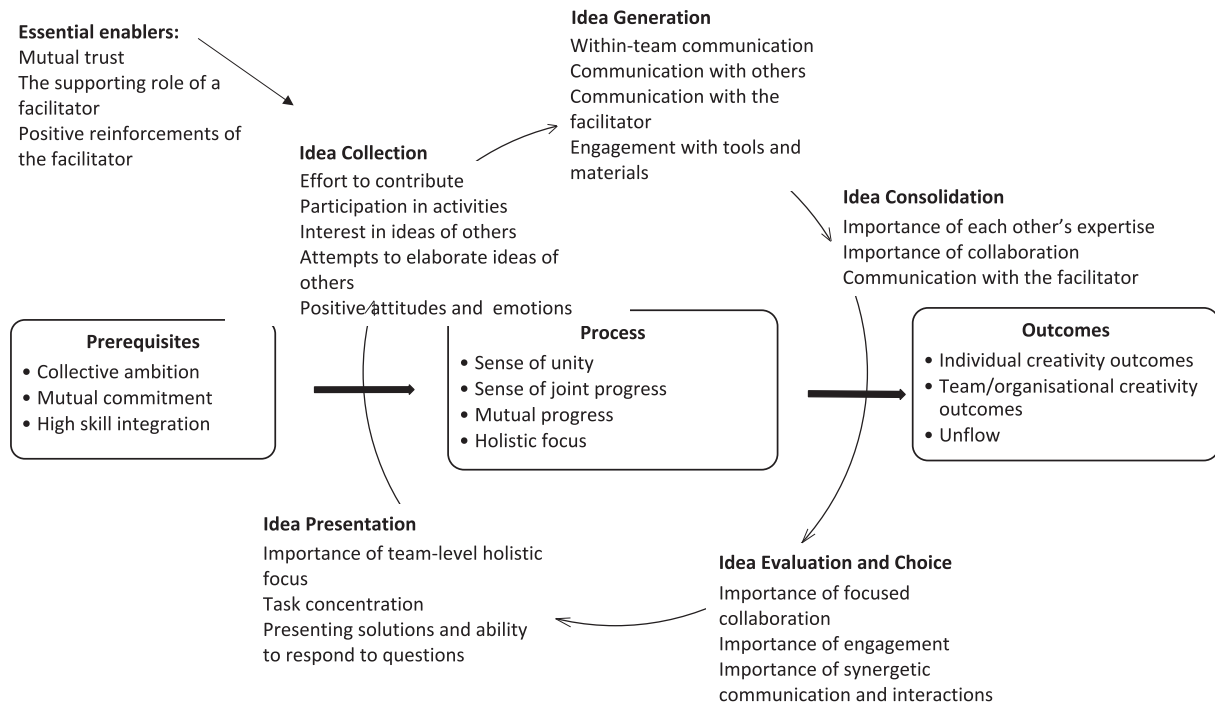 Essential enablers:
Mutual trust
The supporting role of a
facilitator
Positive reinforcements of
the facilitator
Idea Collection
Effort to contribute
Participation in activities
Interest in ideas of others
Attempts to elaborate ideas of
others
Positive attitudes and emotions
Idea Generation
Within-team communication
Communication with others
Communication with the
facilitator
Engagement with tools and
materials
Idea Consolidation
Importance of each other’s expertise
Importance of collaboration
Communication with the facilitator
Prerequisites
• Collective ambition
• Mutual commitment
• High skill integration
Process
• Sense of unity
• Sense of joint progress
• Mutual progress
• Holistic focus
Outcomes
• Individual creativity outcomes
• Team/organisational creativity
outcomes
• Unflow
Idea Presentation
Importance of team-level holistic
focus
Task concentration
Presenting solutions and ability
to respond to questions
Idea Evaluation and Choice
Importance of focused
collaboration
Importance of engagement
Importance of synergetic
communication and interactions